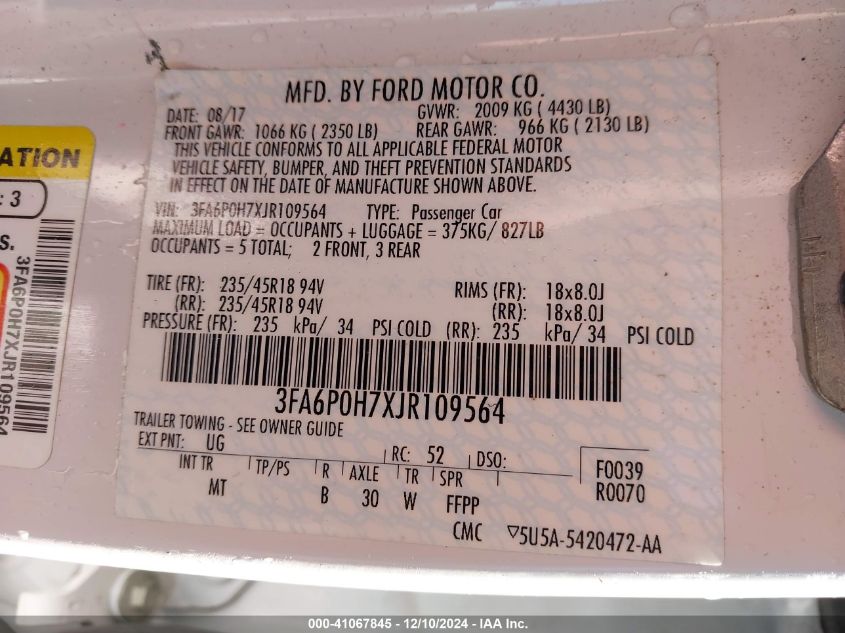 MFD. BY FORD MOTOR CO.
DATE: 08/17 GVWR: 2009 KG ( 4430 LB)
FRONT GAWR: 1066 KG ( 2350 LB) REAR GAWR: 966 KG ( 2130 LB)
THIS VEHICLE CONFORMS TO ALL APPLICABLE FEDERAL MOTOR
VEHICLE SAFETY, BUMPER, AND THEFT PREVENTION STANDARDS
IN EFFECT ON THE DATE OF MANUFACTURE SHOWN ABOVE.
VIN: 3FA6P0H7XJR109564 TYPE: Passenger Car
MAXIMUM LOAD = OCCUPANTS + LUGGAGE = 375KG/ 827LB
OCCUPANTS = 5 TOTAL; 2 FRONT, 3 REAR
TIRE (FR): 235/45R18 94V RIMS (FR): 18x8.0J
(RR): 235/45R18 94V (RR): 18x8.0J
PRESSURE (FR): 235 kPa/ 34 PSI COLD (RR): 235 kPa/ 34 PSI COLD
3FA6P0H7XJR109564
TRAILER TOWING - SEE OWNER GUIDE
EXT PNT: UG RC: 52 DSO: F0039
INT TR TP/PS R AXLE TR SPR R0070
MT B 30 W FFPP
CMC 5U5A-5420472-AA
ATION
: 3
S.
3FA6P0H7XJR109564
000-41067845 - 12/10/2024 - IAA Inc.